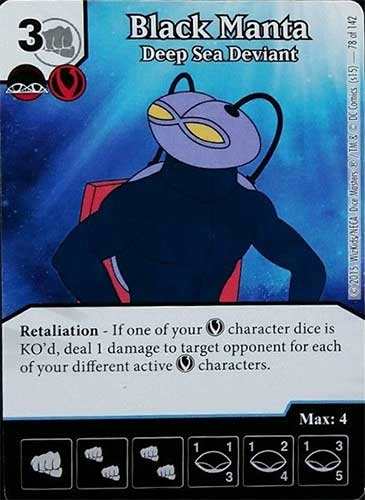 3
Black Manta
Deep Sea Deviant
© 2015 WizKids/NECA. Dice Masters ® / TM & © DC Comics (s15) — 78 of 142
Retaliation - If one of your character dice is
KO’d, deal 1 damage to target opponent for each
of your different active characters.
Max: 4
1 1 3
1 2 4
1 3 5